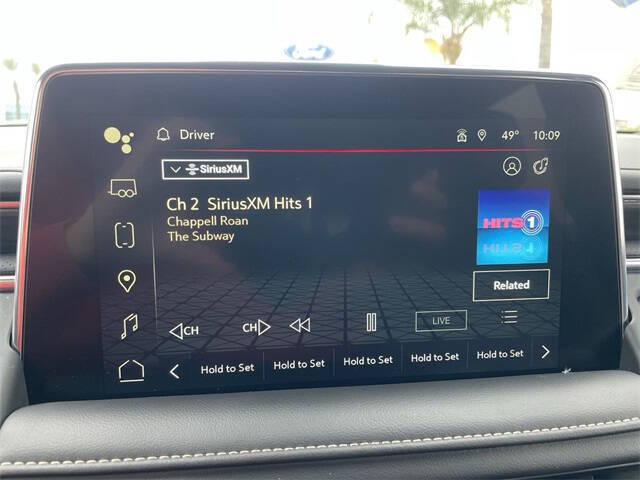 Ford
Driver
49° 10:09
SiriusXM
Ch 2 SiriusXM Hits 1
Chappell Roan
The Subway
HITS 1
Related
CH CH LIVE
Hold to Set Hold to Set Hold to Set Hold to Set Hold to Set